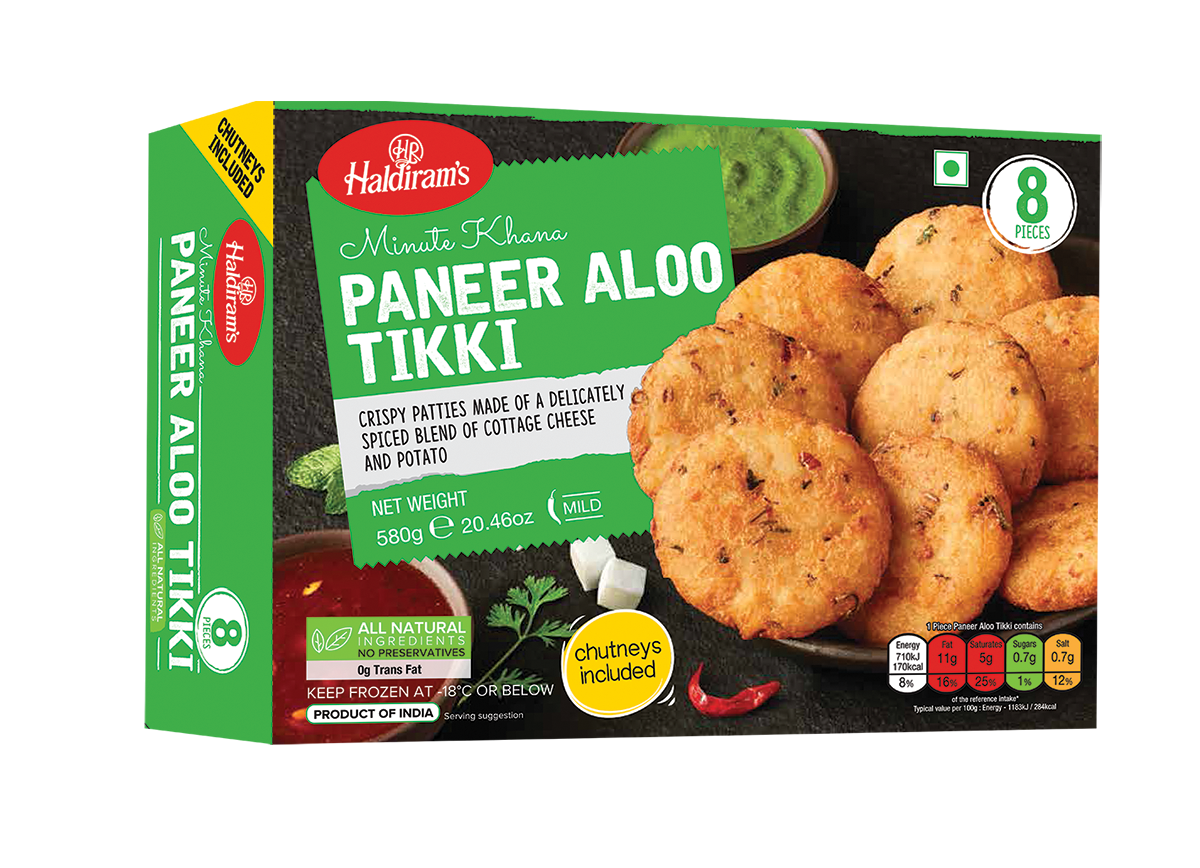 CHUTNEYS
INCLUDED
HR
Haldiram's
Minute Khana
PANEER ALOO TIKKI
ALL NATURAL
INGREDIENTS
8
PIECES
HR
Haldiram's
Minute Khana
PANEER ALOO
TIKKI
CRISPY PATTIES MADE OF A DELICATELY
SPICED BLEND OF COTTAGE CHEESE
AND POTATO
NET WEIGHT
580g ℮ 20.46oz
MILD
8
PIECES
ALL NATURAL
INGREDIENTS
NO PRESERVATIVES
0g Trans Fat
KEEP FROZEN AT -18°C OR BELOW
PRODUCT OF INDIA
Serving suggestion
chutneys
included
1 Piece Paneer Aloo Tikki contains
Energy Fat Saturates Sugars Salt
710kJ
170kcal 11g 5g 0.7g 0.7g
8% 16% 25% 1% 12%
of the reference intake*
Typical value per 100g : Energy - 1183kJ / 284kcal